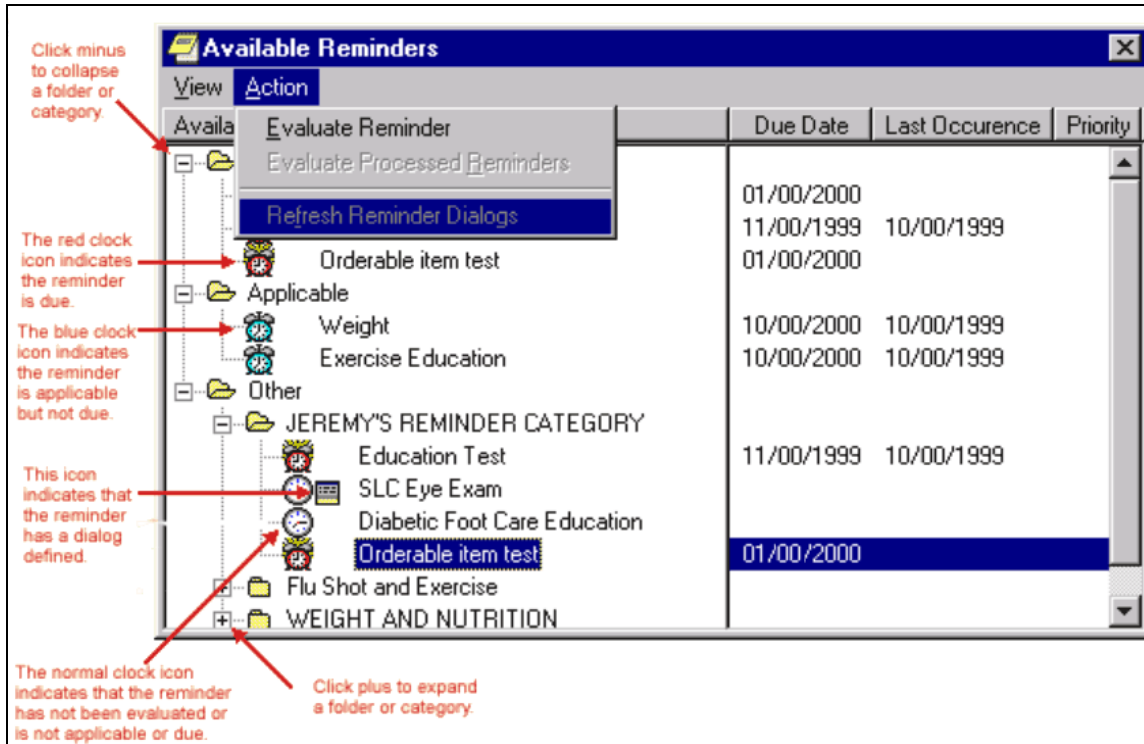 Click minus
to collapse
a folder or
category.
Available Reminders
View Action
Availa
Due Date Last Occurence Priority
Evaluate Reminder
Evaluate Processed Reminders
Refresh Reminder Dialogs
01/00/2000
11/00/1999 10/00/1999
The red clock
icon indicates
the reminder
is due.
Orderable item test 01/00/2000
Applicable
The blue clock
icon indicates
the reminder
is applicable
but not due.
Weight 10/00/2000 10/00/1999
Exercise Education 10/00/2000 10/00/1999
Other
JEREMY'S REMINDER CATEGORY
Education Test 11/00/1999 10/00/1999
This icon
indicates that
the reminder
has a dialog
defined.
SLC Eye Exam
Diabetic Foot Care Education
Orderable item test 01/00/2000
Flu Shot and Exercise
WEIGHT AND NUTRITION
The normal clock icon
indicates that the reminder
has not been evaluated or
is not applicable or due.
Click plus to expand
a folder or category.